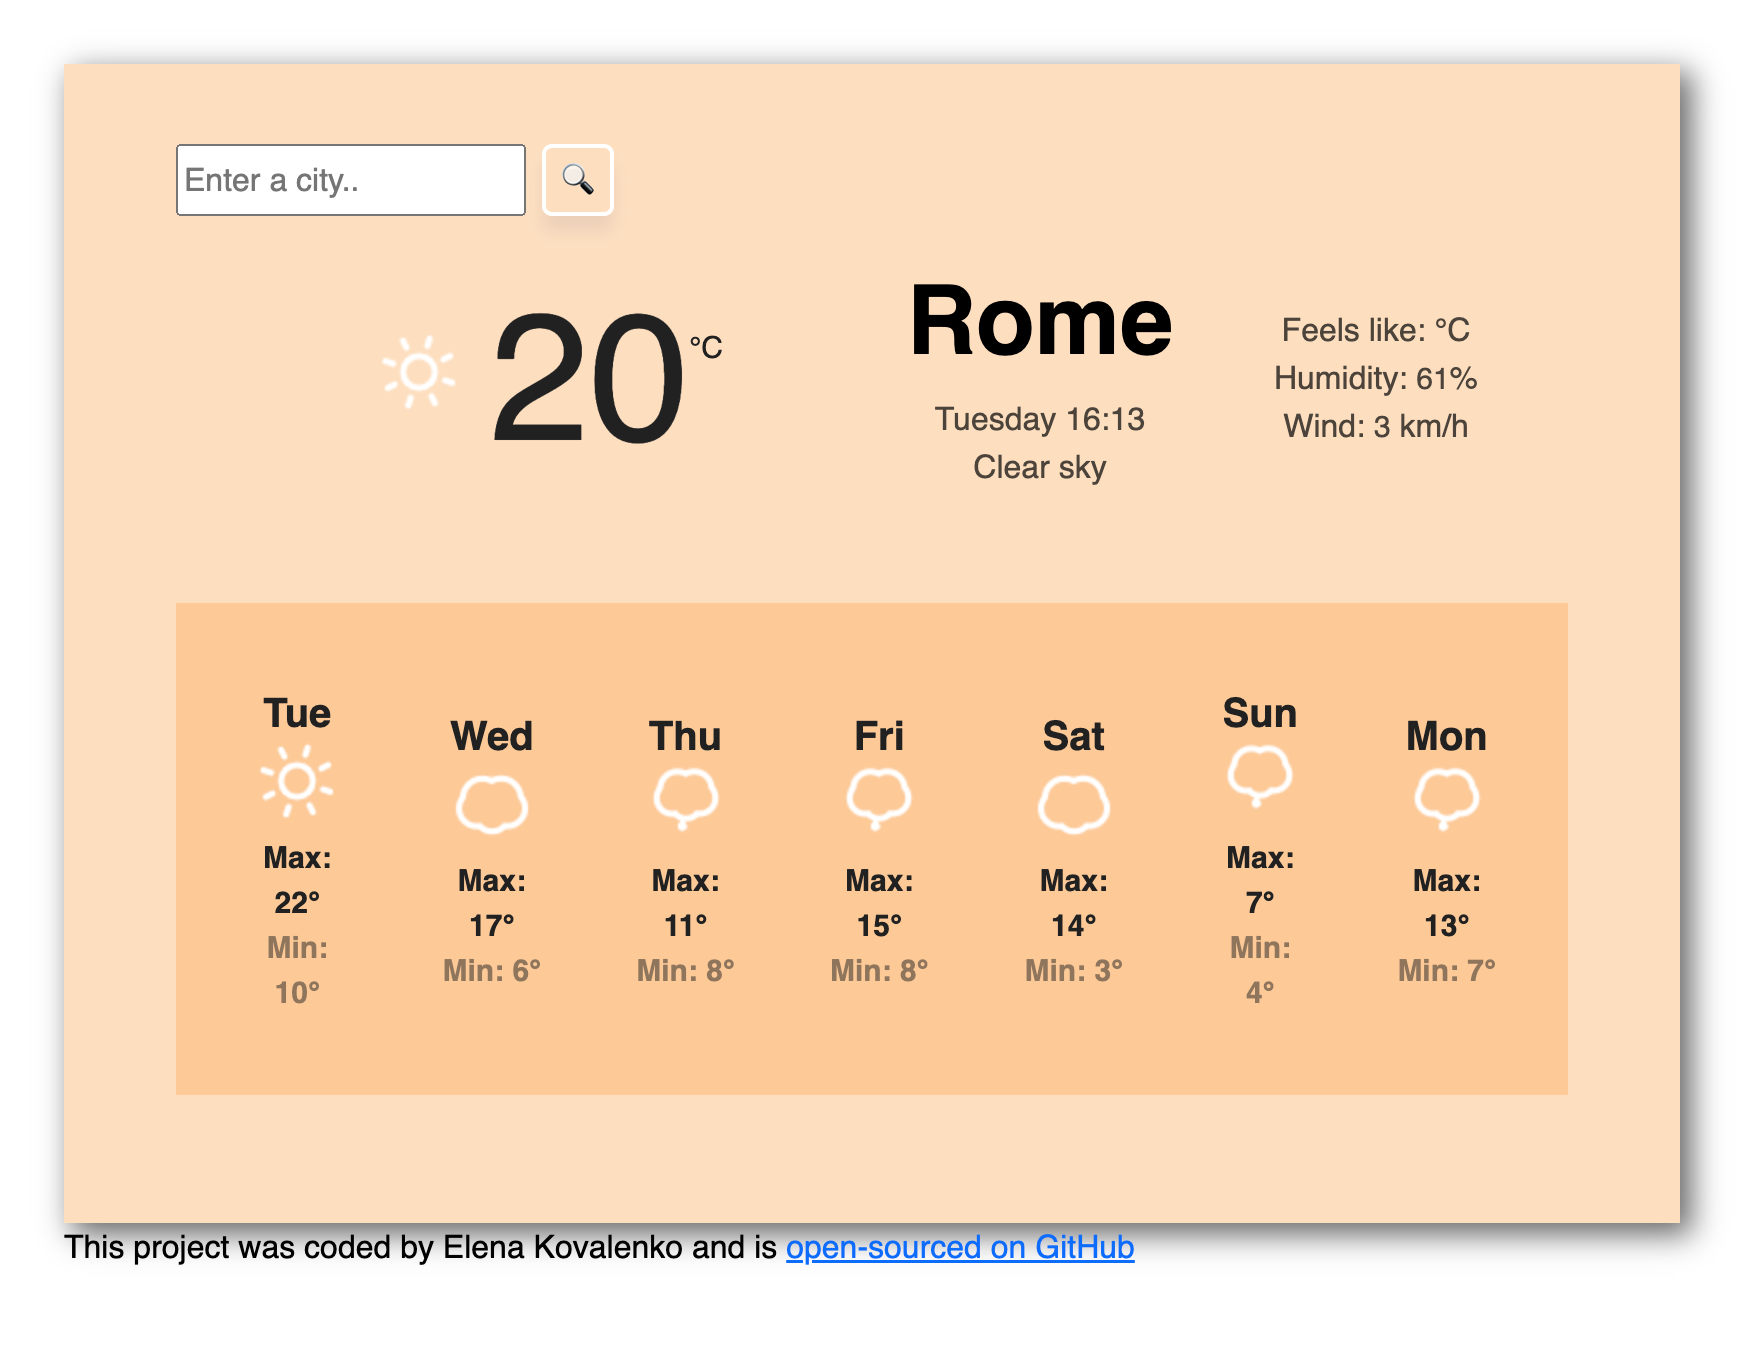 Enter a city..
20 °C
Rome
Tuesday 16:13
Clear sky
Feels like: °C
Humidity: 61%
Wind: 3 km/h
Tue
Max:
22°
Min:
10°
Wed
Max:
17°
Min: 6°
Thu
Max:
11°
Min: 8°
Fri
Max:
15°
Min: 8°
Sat
Max:
14°
Min: 3°
Sun
Max:
7°
Min:
4°
Mon
Max:
13°
Min: 7°
This project was coded by Elena Kovalenko and is open-sourced on GitHub